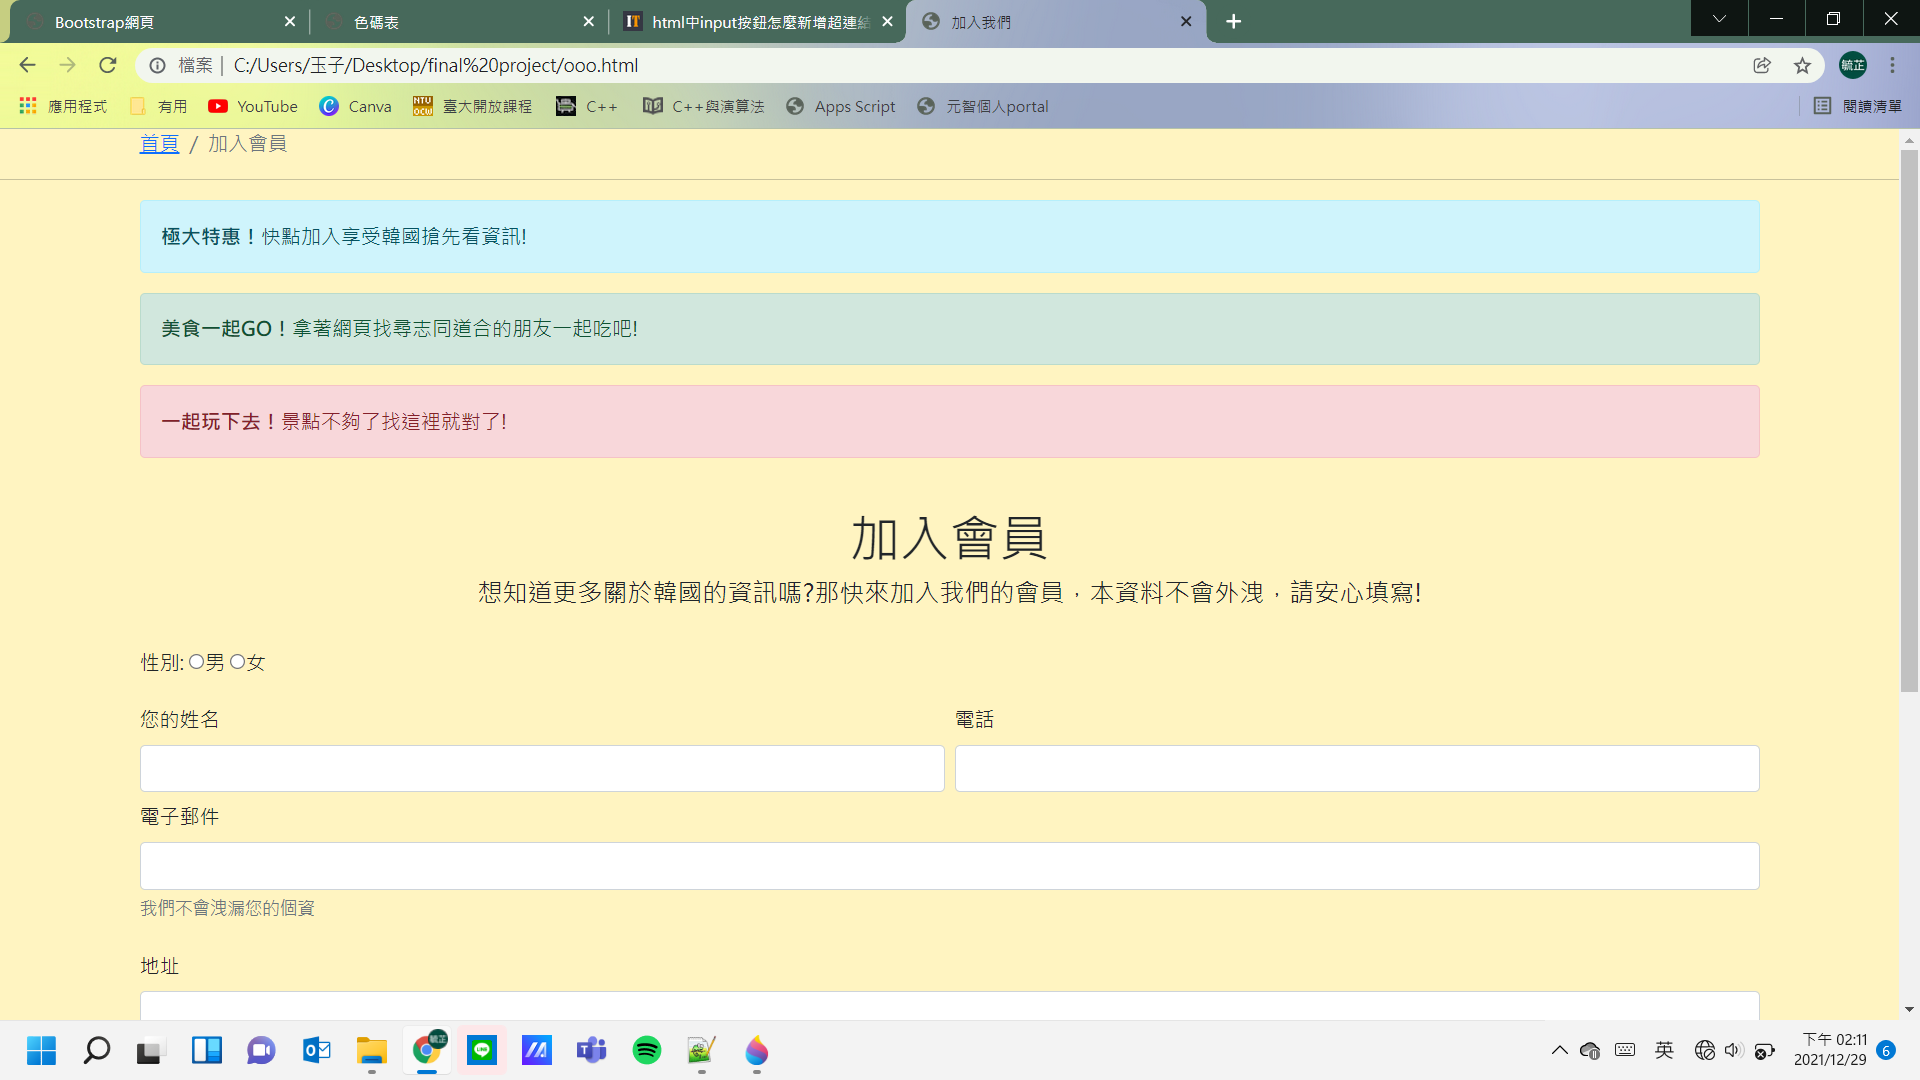 Bootstrap網頁
色碼表
html中input按鈕怎麼新增超連結
加入我們
檔案 | C:/Users/玉子/Desktop/final%20project/ooo.html
毓芷
應用程式 有用 YouTube Canva 臺大開放課程 C++ C++與演算法 Apps Script 元智個人portal 閱讀清單
首頁 / 加入會員
極大特惠！快點加入享受韓國搶先看資訊!
美食一起GO！拿著網頁找尋志同道合的朋友一起吃吧!
一起玩下去！景點不夠了找這裡就對了!
加入會員
想知道更多關於韓國的資訊嗎?那快來加入我們的會員，本資料不會外洩，請安心填寫!
性別: 男 女
您的姓名 電話
電子郵件
我們不會洩漏您的個資
地址
英
下午 02:11
2021/12/29
6